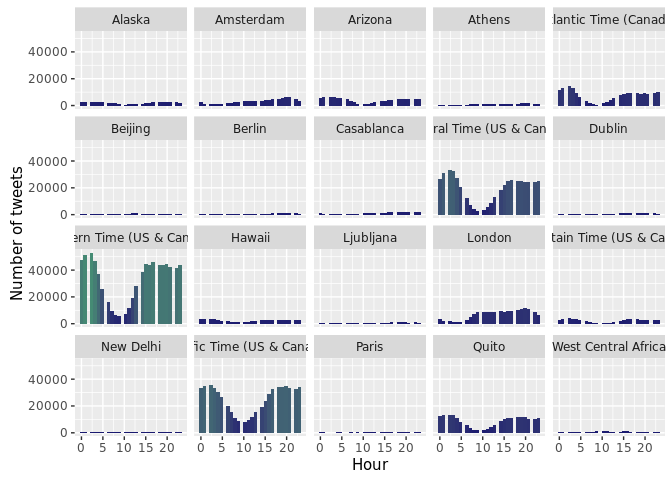 Alaska Amsterdam Arizona Athens lantic Time (Canad
40000
20000
0
Beijing Berlin Casablanca ral Time (US & Can Dublin
40000
20000
0
ern Time (US & Can Hawaii Ljubljana London tain Time (US & Ca
40000
20000
0
New Delhi fic Time (US & Cana Paris Quito West Central Africa
40000
20000
0
0 5 10 15 20 0 5 10 15 20 0 5 10 15 20 0 5 10 15 20 0 5 10 15 20
Hour
Number of tweets